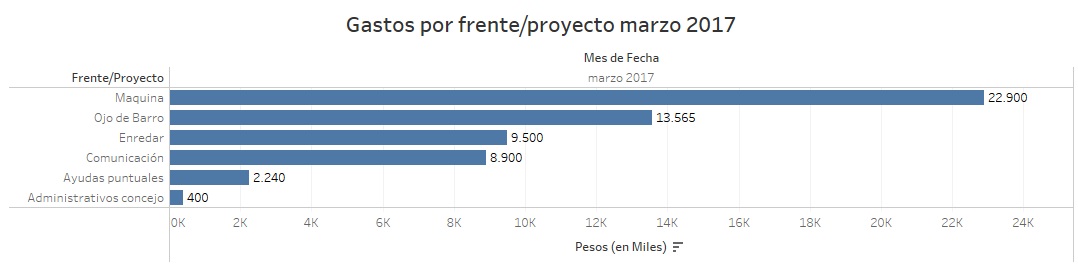 Gastos por frente/proyecto marzo 2017
Mes de Fecha
Frente/Proyecto marzo 2017
Maquina 22.900
Ojo de Barro 13.565
Enredar 9.500
Comunicación 8.900
Ayudas puntuales 2.240
Administrativos concejo 400
0K 2K 4K 6K 8K 10K 12K 14K 16K 18K 20K 22K 24K
Pesos (en Miles)